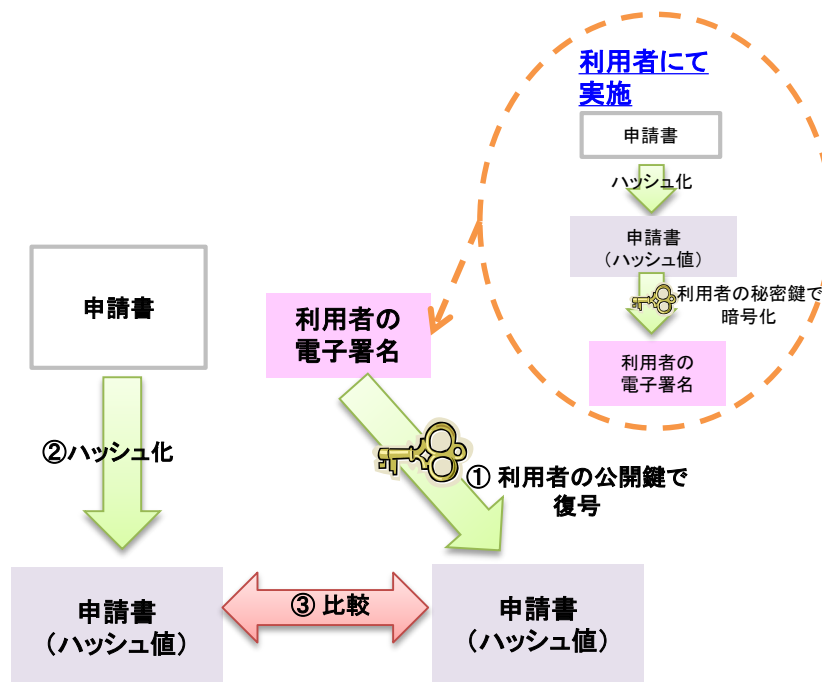 利用者にて
実施
申請書
ハッシュ化
申請書
（ハッシュ値）
利用者の秘密鍵で
暗号化
利用者の
電子署名
申請書
利用者の
電子署名
②ハッシュ化
① 利用者の公開鍵で
復号
申請書
（ハッシュ値）
③ 比較
申請書
（ハッシュ値）